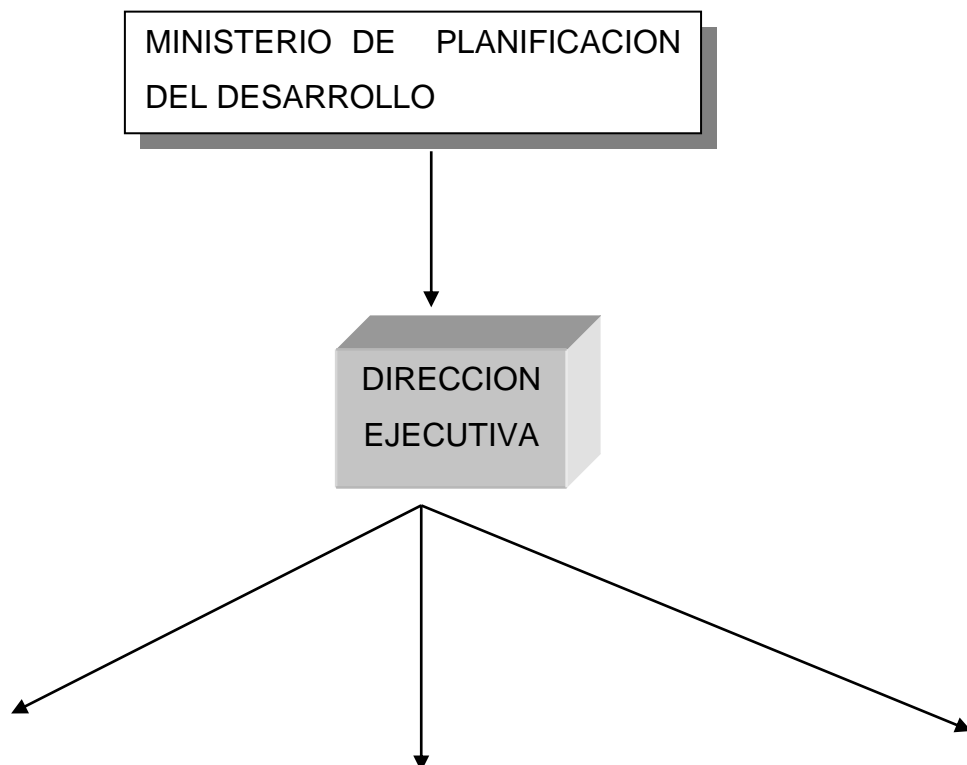 MINISTERIO DE PLANIFICACION
DEL DESARROLLO
DIRECCION
EJECUTIVA